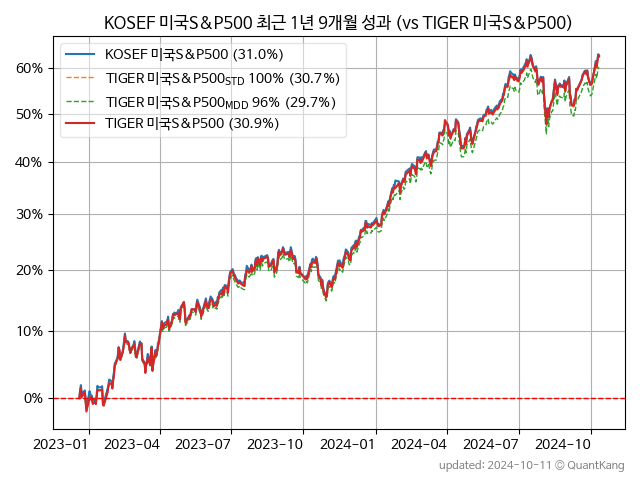 KOSEF 미국S&P500 최근 1년 9개월 성과 (vs TIGER 미국S&P500)
KOSEF 미국S&P500 (31.0%)
TIGER 미국S&P500STD 100% (30.7%)
TIGER 미국S&P500MDD 96% (29.7%)
TIGER 미국S&P500 (30.9%)
60%
50%
40%
30%
20%
10%
0%
2023-01 2023-04 2023-07 2023-10 2024-01 2024-04 2024-07 2024-10
updated: 2024-10-11 © QuantKang